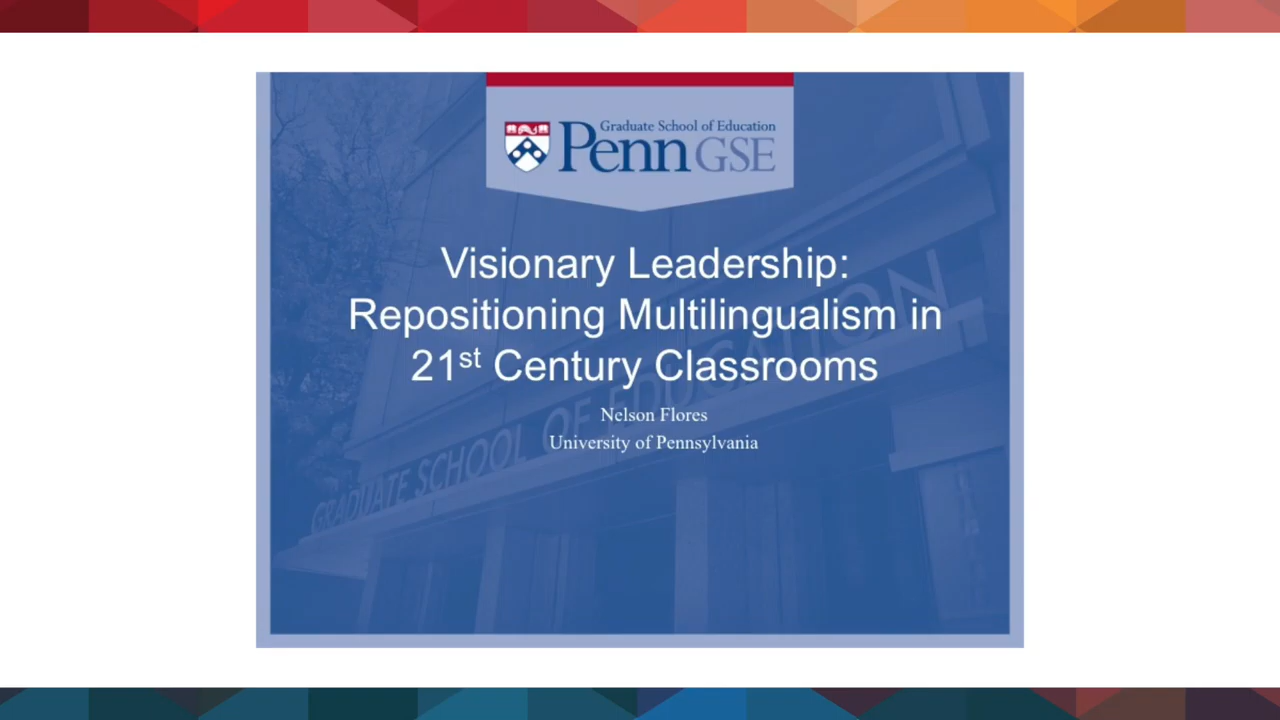 Graduate School of Education
Penn GSE
Visionary Leadership:
Repositioning Multilingualism in
21st Century Classrooms
Nelson Flores
University of Pennsylvania
GRADUATE SCHOOL OF EDUCATION